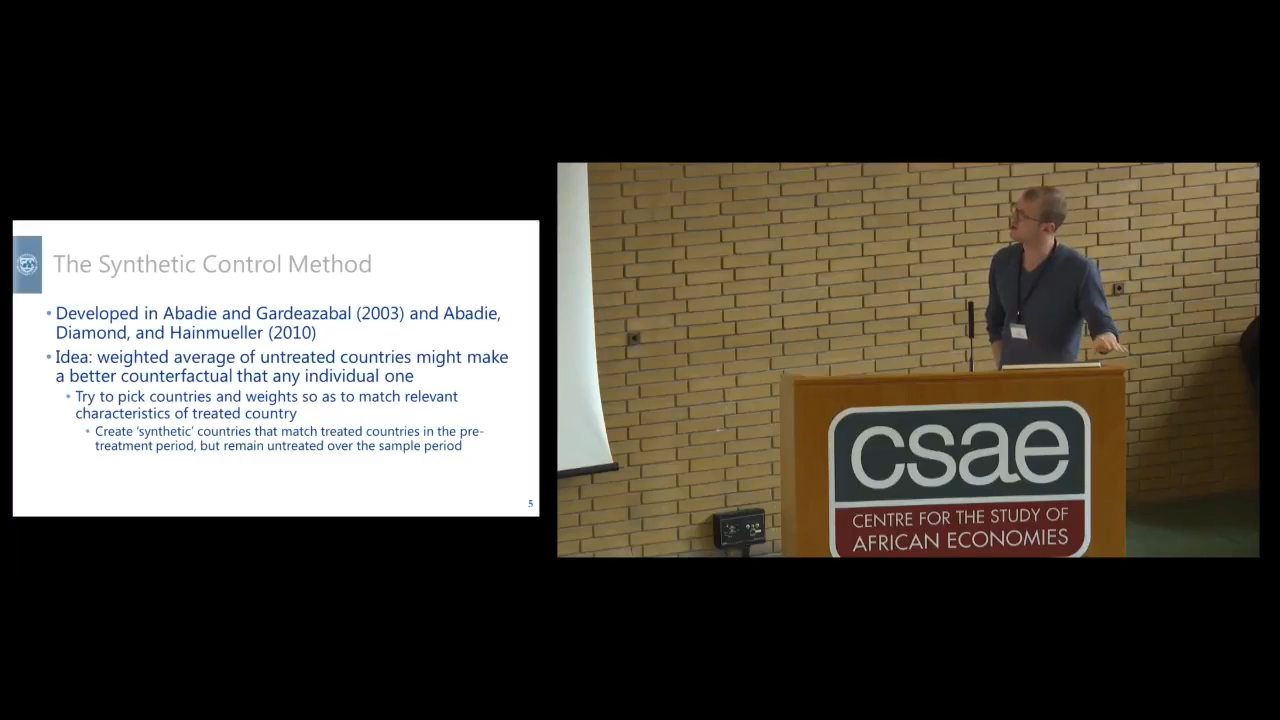 The Synthetic Control Method
• Developed in Abadie and Gardeazabal (2003) and Abadie,
Diamond, and Hainmueller (2010)
• Idea: weighted average of untreated countries might make
a better counterfactual that any individual one
• Try to pick countries and weights so as to match relevant
characteristics of treated country
• Create ‘synthetic’ countries that match treated countries in the pre-
treatment period, but remain untreated over the sample period
5
csae
CENTRE FOR THE STUDY OF
AFRICAN ECONOMIES